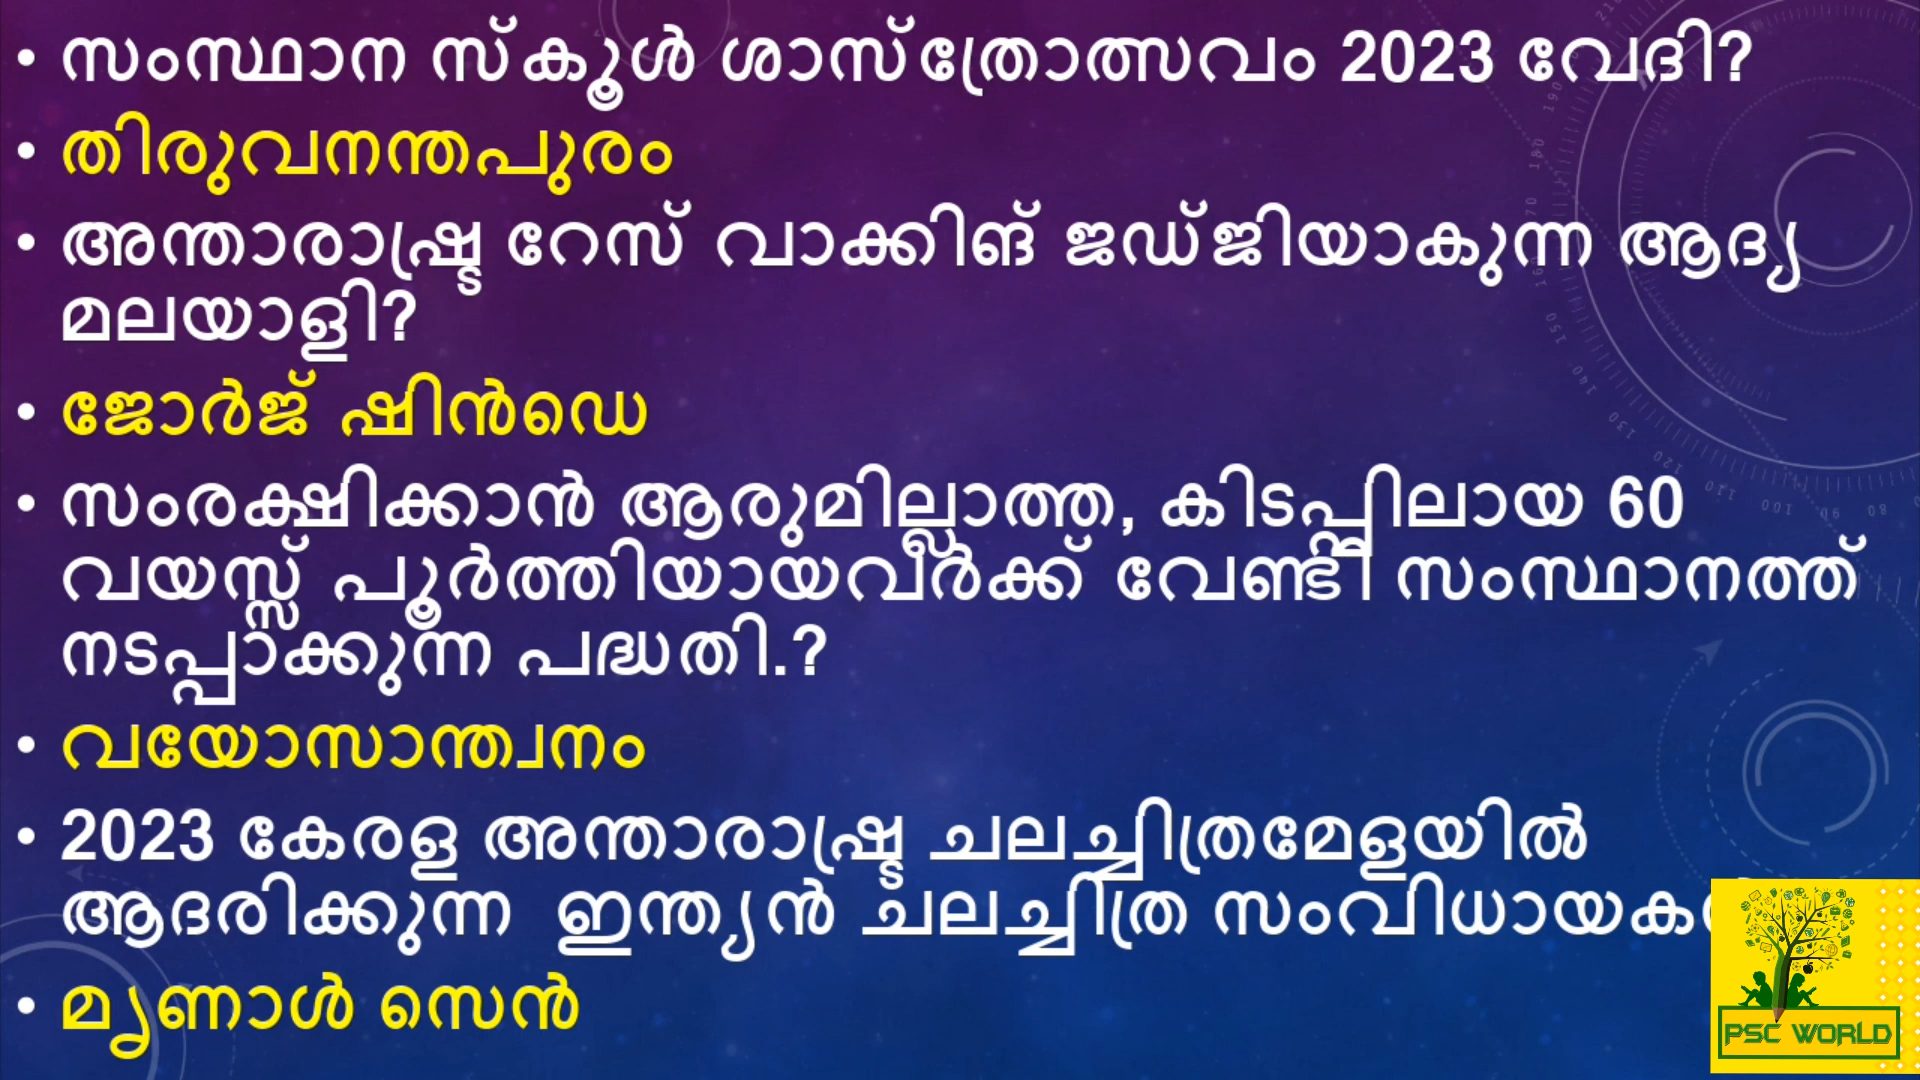 • സംസ്ഥാന സ്കൂൾ ശാസ്ത്രോത്സവം 2023 വേദി?
• തിരുവനന്തപുരം
• അന്താരാഷ്ട്ര റേസ് വാക്കിങ് ജഡ്ജിയാകുന്ന ആദ്യ
മലയാളി?
• ജോർജ് ഷിൻഡെ
• സംരക്ഷിക്കാൻ ആരുമില്ലാത്ത, കിടപ്പിലായ 60
വയസ്സ് പൂർത്തിയായവർക്ക് വേണ്ടി സംസ്ഥാനത്ത്
നടപ്പാക്കുന്ന പദ്ധതി.?
• വയോസാന്ത്വനം
• 2023 കേരള അന്താരാഷ്ട്ര ചലച്ചിത്രമേളയിൽ
ആദരിക്കുന്ന ഇന്ത്യൻ ചലച്ചിത്ര
• മൃണാൾ സെൻ
PSC WORLD